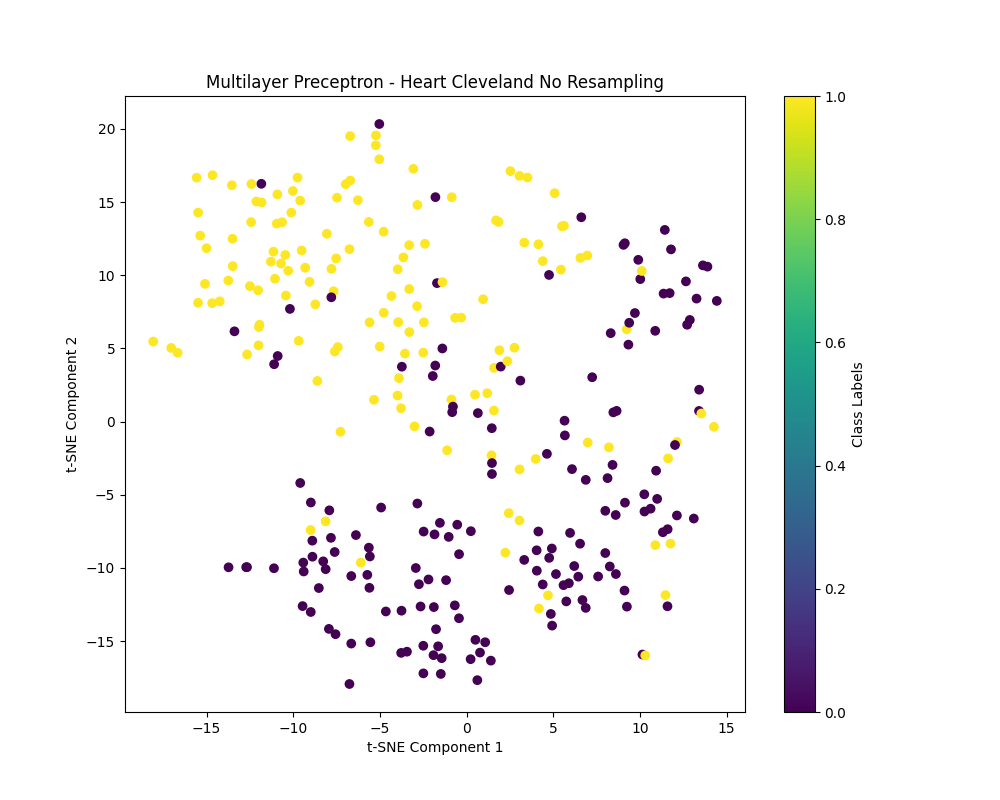 Multilayer Preceptron - Heart Cleveland No Resampling
20
15
10
5
0
−5
−10
−15
t-SNE Component 2
−15 −10 −5 0 5 10 15
t-SNE Component 1
1.0
0.8
0.6
0.4
0.2
0.0
Class Labels